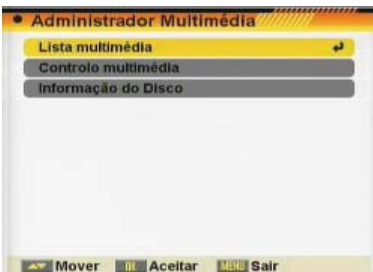 Administrador Multimédia
Lista multimédia
Controlo multimédia
Informação do Disco
Mover Aceitar MENU Sair